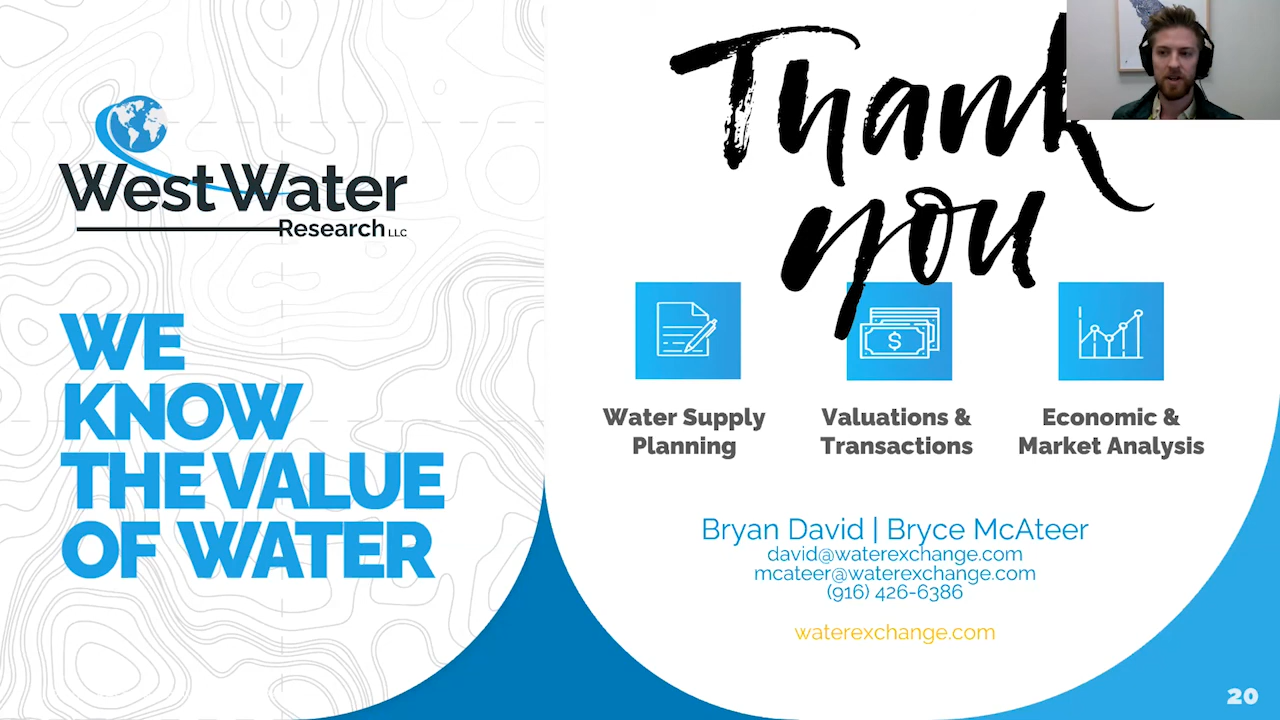 West Water
Research LLC
WE
KNOW
THE VALUE
OF WATER
Thank
you
Water Supply
Planning
Valuations &
Transactions
Economic &
Market Analysis
Bryan David | Bryce McAteer
david@waterexchange.com
mcateer@waterexchange.com
(916) 426-6386
waterexchange.com
20